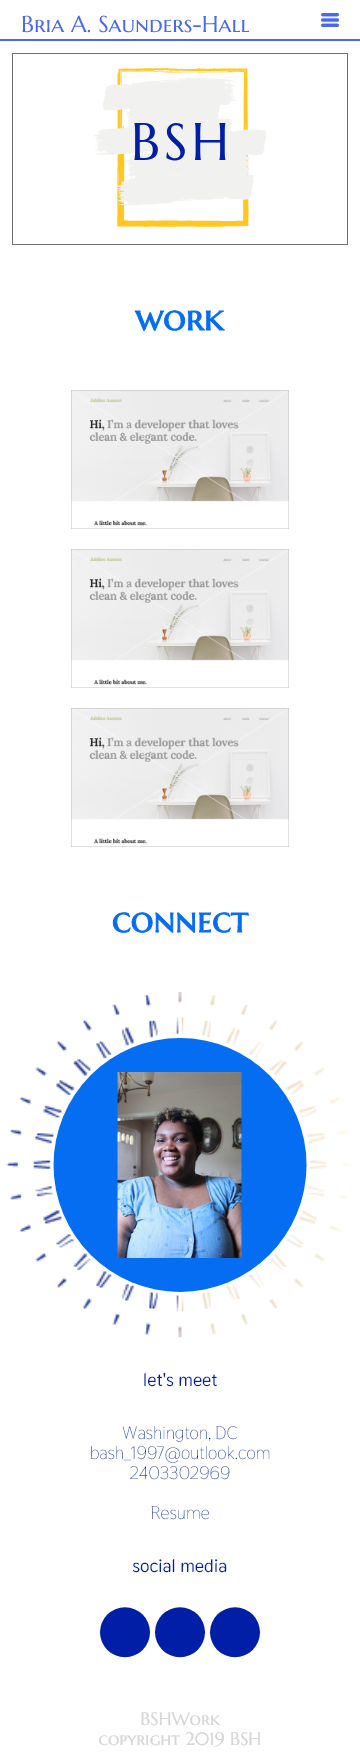 Bria A. Saunders-Hall
BSH
WORK
Hi, I'm a developer that loves
clean & elegant code.
A little bit about me.
Hi, I'm a developer that loves
clean & elegant code.
A little bit about me.
Hi, I'm a developer that loves
clean & elegant code.
A little bit about me.
CONNECT
let's meet
Washington, DC
bash_1997@outlook.com
2403302969
Resume
social media
BSHWork
copyright 2019 BSH